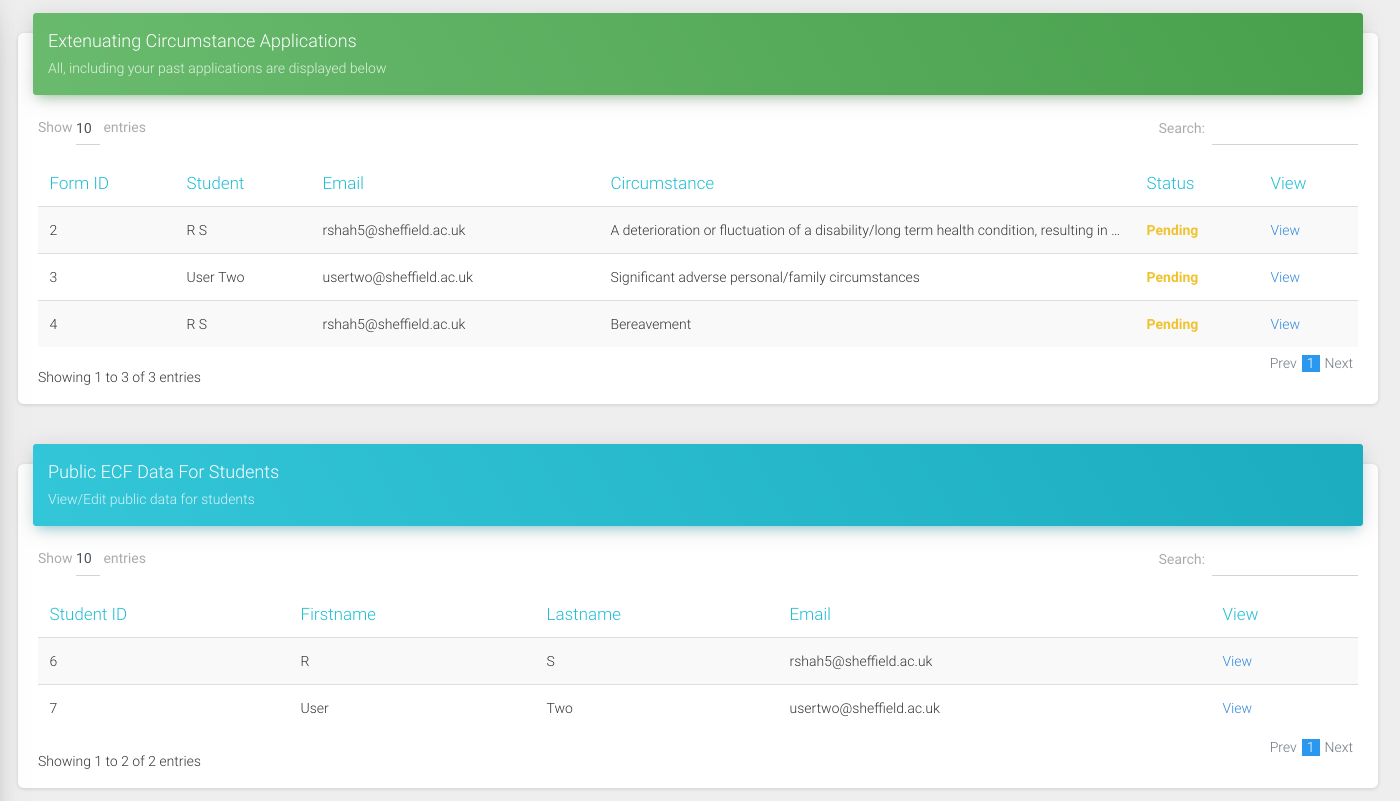 Extenuating Circumstance Applications
All, including your past applications are displayed below
Show 10 entries Search:
Form ID Student Email Circumstance Status View
2 R S rshah5@sheffield.ac.uk A deterioration or fluctuation of a disability/long term health condition, resulting in ... Pending View
3 User Two usertwo@sheffield.ac.uk Significant adverse personal/family circumstances Pending View
4 R S rshah5@sheffield.ac.uk Bereavement Pending View
Prev 1 Next
Showing 1 to 3 of 3 entries
Public ECF Data For Students
View/Edit public data for students
Show 10 entries Search:
Student ID Firstname Lastname Email View
6 R S rshah5@sheffield.ac.uk View
7 User Two usertwo@sheffield.ac.uk View
Prev 1 Next
Showing 1 to 2 of 2 entries